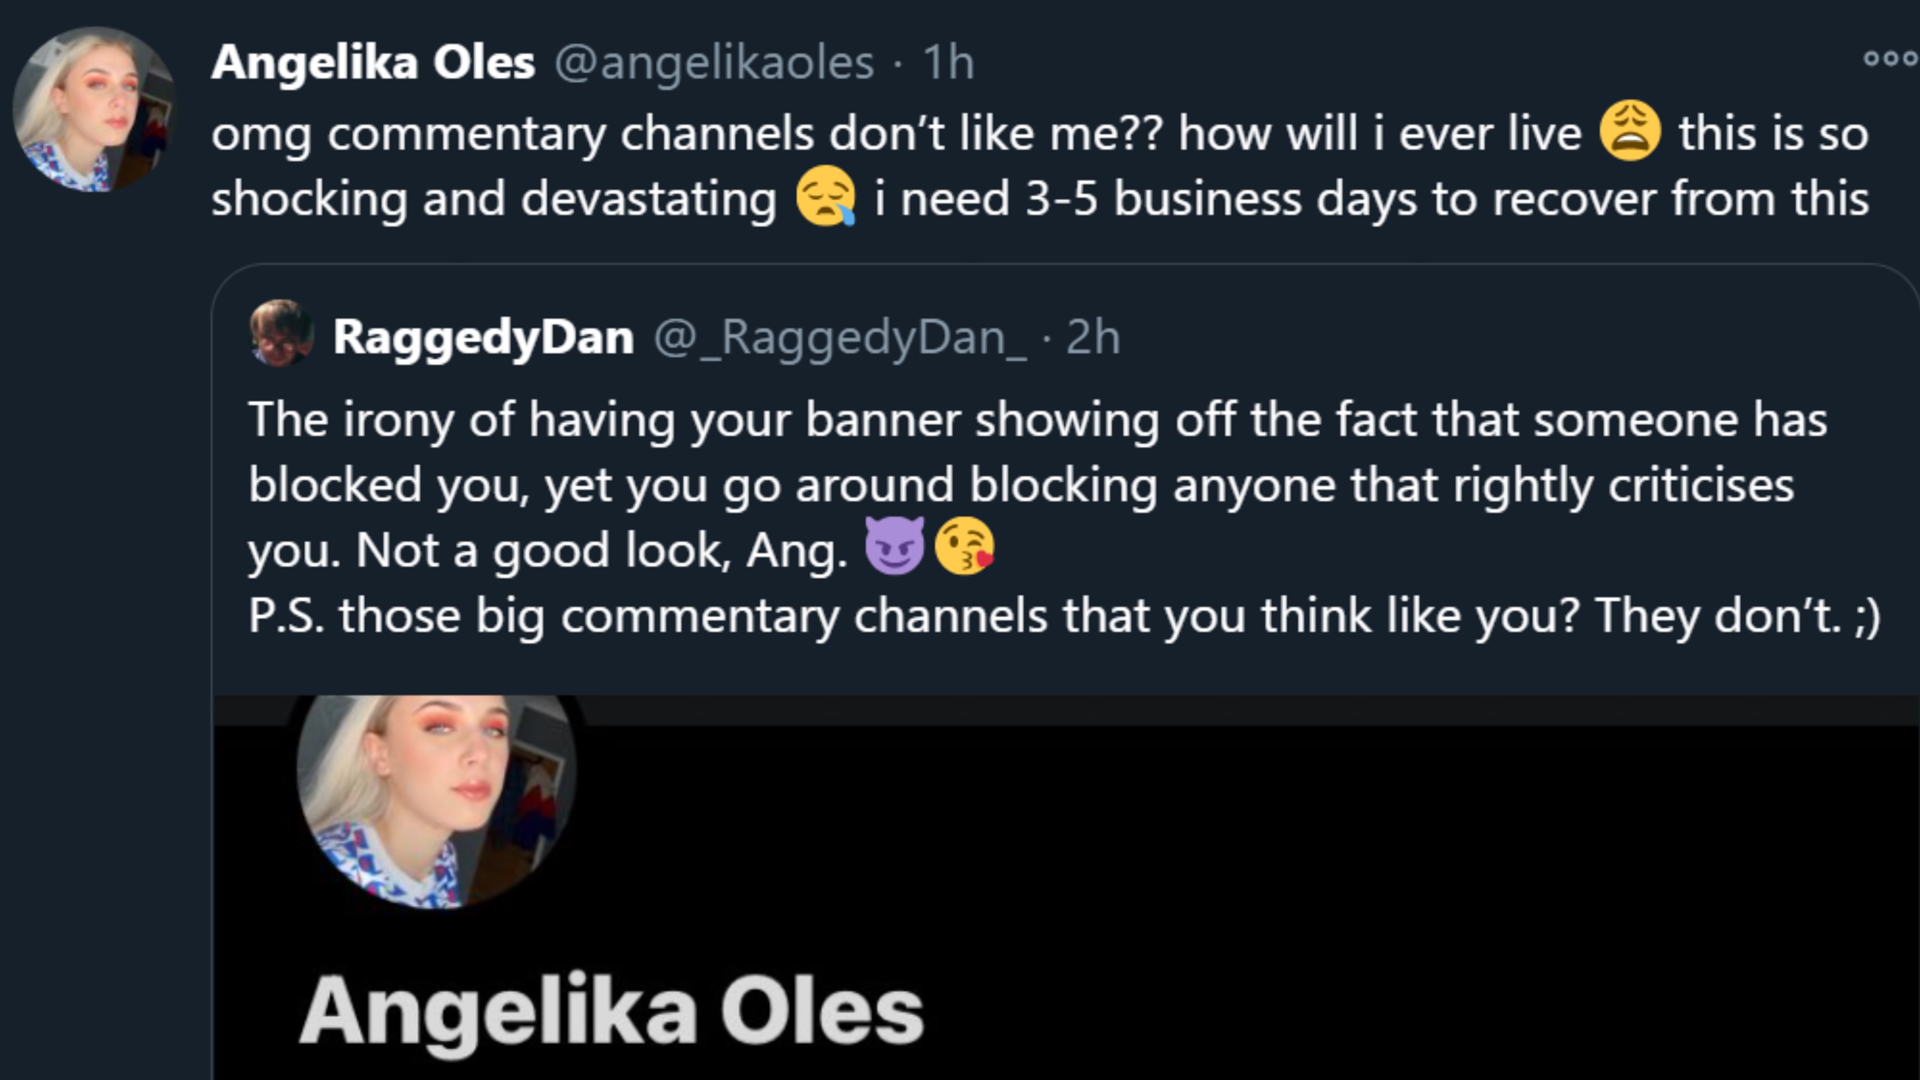 Angelika Oles @angelikaoles · 1h
omg commentary channels don’t like me?? how will i ever live 😩 this is so
shocking and devastating 😪 i need 3-5 business days to recover from this
RaggedyDan @_RaggedyDan_ · 2h
The irony of having your banner showing off the fact that someone has
blocked you, yet you go around blocking anyone that rightly criticises
you. Not a good look, Ang. 😈😘
P.S. those big commentary channels that you think like you? They don’t. ;)
Angelika Oles